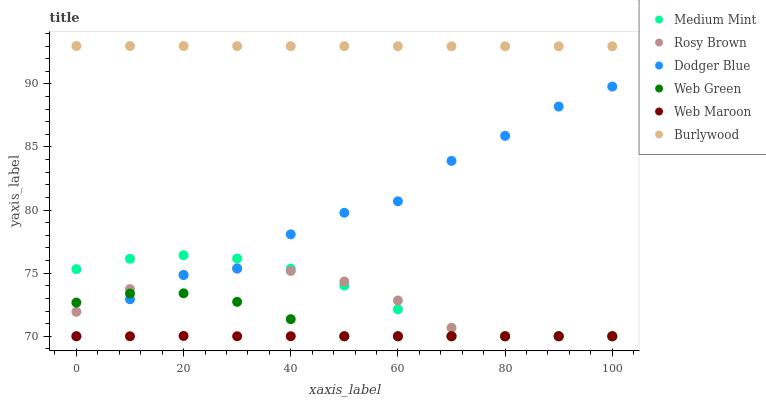 title
Medium Mint
Rosy Brown
Dodger Blue
Web Green
Web Maroon
Burlywood
yaxis_label
90
85
80
75
70
0 20 40 60 80 100
xaxis_label